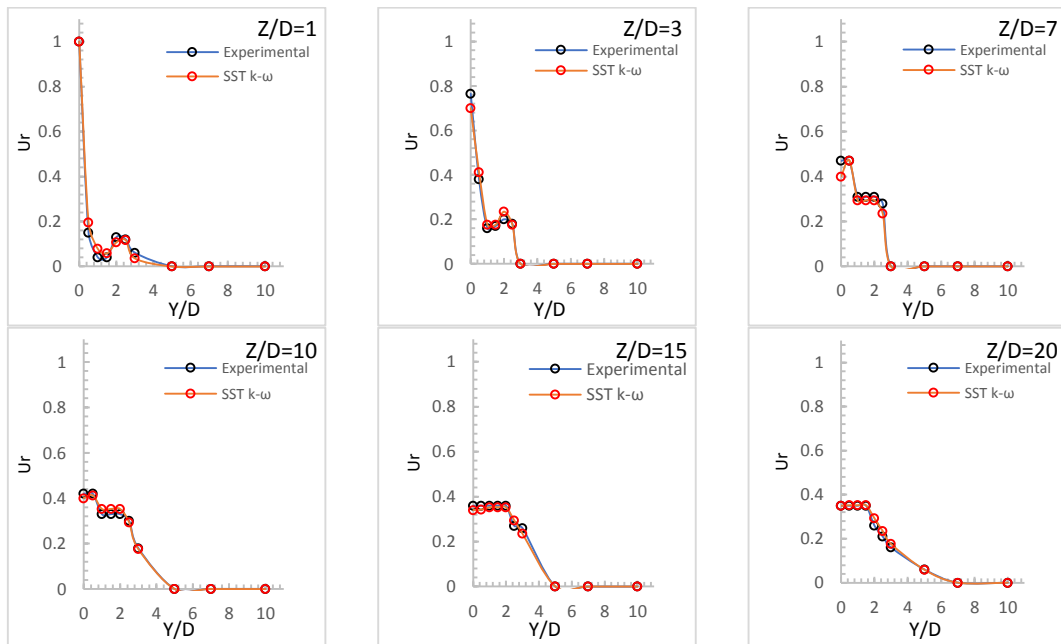 Z/D=1
Experimental
SST k-ω
1
0.8
0.6
0.4
0.2
0
Ur
0 2 4 6 8 10
Y/D
Z/D=3
Experimental
SST k-ω
1
0.8
0.6
0.4
0.2
0
Ur
0 2 4 6 8 10
Y/D
Z/D=7
Experimental
SST k-ω
1
0.8
0.6
0.4
0.2
0
Ur
0 2 4 6 8 10
Y/D
Z/D=10
Experimental
SST k-ω
1
0.8
0.6
0.4
0.2
0
Ur
0 2 4 6 8 10
Y/D
Z/D=15
Experimental
SST k-ω
1
0.8
0.6
0.4
0.2
0
Ur
0 2 4 6 8 10
Y/D
Z/D=20
Experimental
SST k-ω
1
0.8
0.6
0.4
0.2
0
Ur
0 2 4 6 8 10
Y/D